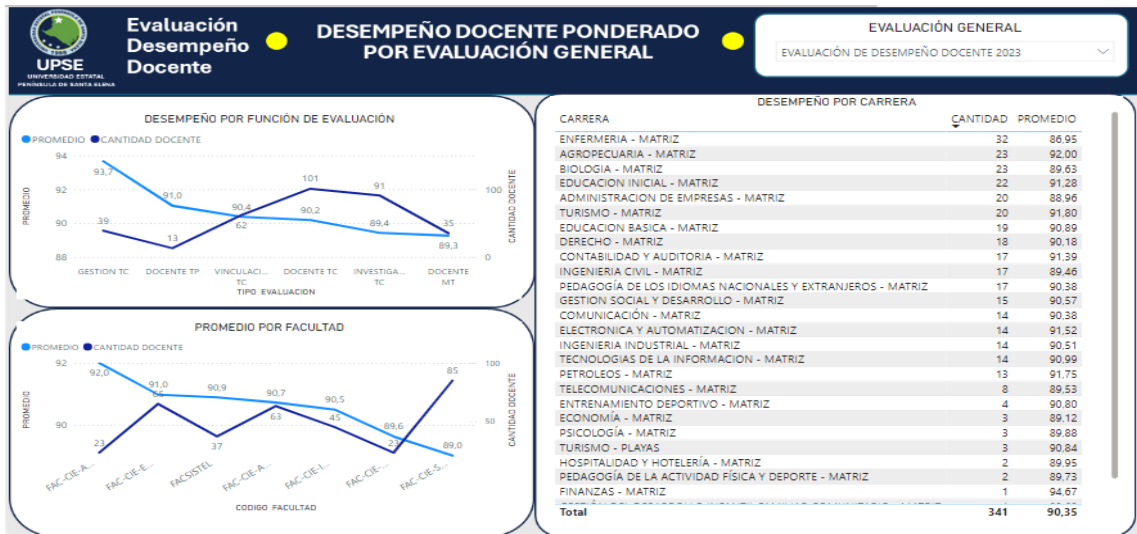 UPSE
UNIVERSIDAD ESTATAL
PENÍNSULA DE SANTA ELENA
Evaluación
Desempeño
Docente
DESEMPEÑO DOCENTE PONDERADO
POR EVALUACIÓN GENERAL
EVALUACIÓN GENERAL
EVALUACIÓN DE DESEMPEÑO DOCENTE 2023
DESEMPEÑO POR FUNCIÓN DE EVALUACIÓN
PROMEDIO CANTIDAD DOCENTE
94
92
90
88
PROMEDIO
100
0
CANTIDAD DOCENTE
93,7 91,0 90,4 90,2 89,4 89,3
39 13 62 101 91 35
GESTION TC DOCENTE TP VINCULACI... TC DOCENTE TC INVESTIGA... TC DOCENTE MT
TIPO EVALUACION
PROMEDIO POR FACULTAD
PROMEDIO CANTIDAD DOCENTE
92
90
PROMEDIO
100
50
CANTIDAD DOCENTE
92,0 91,0 90,9 90,7 90,5 89,6 89,0
23 65 37 63 45 23 85
FAC-CIE-A... FAC-CIE-E... FACSISTEL FAC-CIE-A... FAC-CIE-I... FAC-CIE-... FAC-CIE-S...
CODIGO FACULTAD
DESEMPEÑO POR CARRERA
CARRERA CANTIDAD PROMEDIO
ENFERMERIA - MATRIZ 32 86,95
AGROPECUARIA - MATRIZ 23 92,00
BIOLOGIA - MATRIZ 23 89,63
EDUCACION INICIAL - MATRIZ 22 91,28
ADMINISTRACION DE EMPRESAS - MATRIZ 20 88,96
TURISMO - MATRIZ 20 91,80
EDUCACION BASICA - MATRIZ 19 90,89
DERECHO - MATRIZ 18 90,18
CONTABILIDAD Y AUDITORIA - MATRIZ 17 91,39
INGENIERIA CIVIL - MATRIZ 17 89,46
PEDAGOGÍA DE LOS IDIOMAS NACIONALES Y EXTRANJEROS - MATRIZ 17 90,38
GESTION SOCIAL Y DESARROLLO - MATRIZ 15 90,57
COMUNICACIÓN - MATRIZ 14 90,38
ELECTRONICA Y AUTOMATIZACION - MATRIZ 14 91,52
INGENIERIA INDUSTRIAL - MATRIZ 14 90,51
TECNOLOGIAS DE LA INFORMACION - MATRIZ 14 90,99
PETROLEOS - MATRIZ 13 91,75
TELECOMUNICACIONES - MATRIZ 8 89,53
ENTRENAMIENTO DEPORTIVO - MATRIZ 4 90,80
ECONOMÍA - MATRIZ 3 89,12
PSICOLOGÍA - MATRIZ 3 89,88
TURISMO - PLAYAS 3 90,84
HOSPITALIDAD Y HOTELERÍA - MATRIZ 2 89,95
PEDAGOGÍA DE LA ACTIVIDAD FÍSICA Y DEPORTE - MATRIZ 2 89,73
FINANZAS - MATRIZ 1 94,67
Total 341 90,35